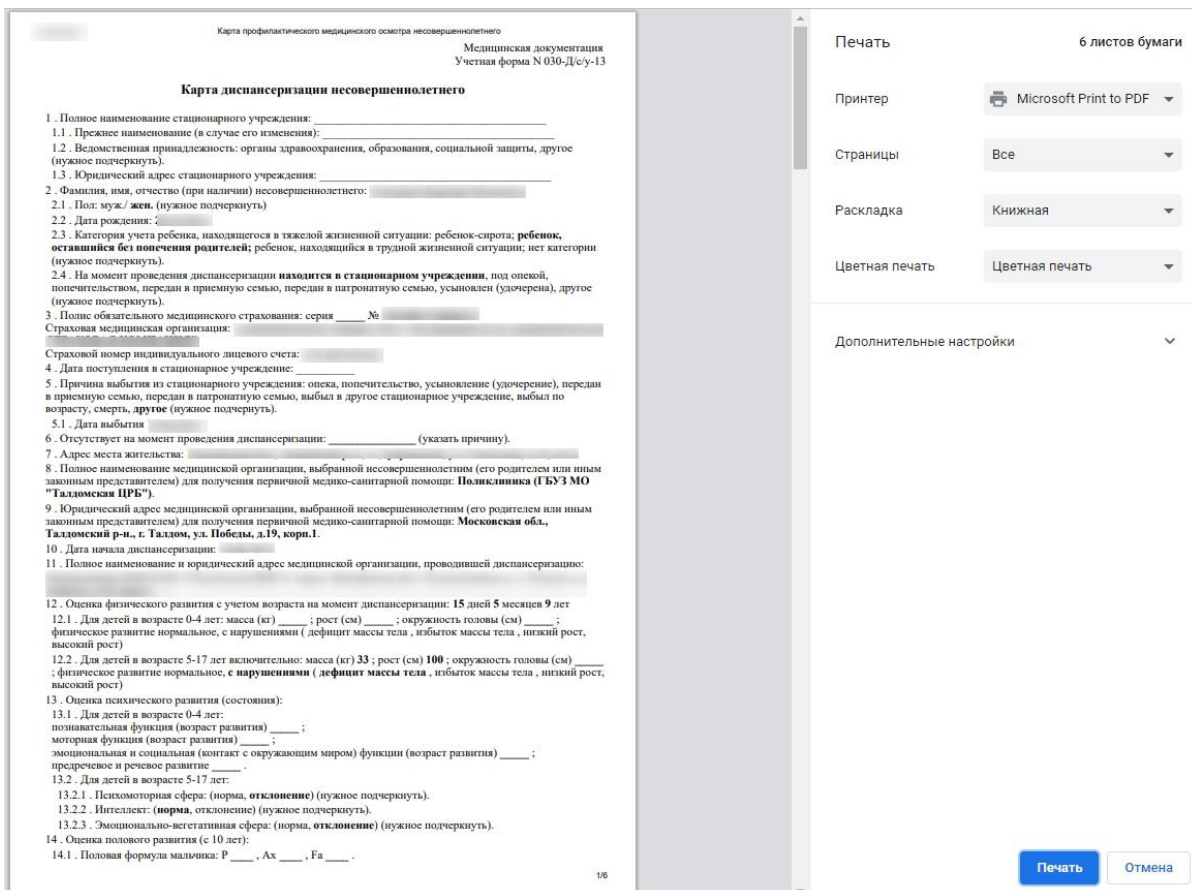 Карта профилактического медицинского осмотра несовершеннолетнего
Медицинская документация
Учетная форма N 030-Д/с/у-13
Карта диспансеризации несовершеннолетнего
1 . Полное наименование стационарного учреждения: ____________________
1.1 . Прежнее наименование (в случае его изменения): ____________________
1.2 . Ведомственная принадлежность: органы здравоохранения, образования, социальной защиты, другое
(нужное подчеркнуть).
1.3 . Юридический адрес стационарного учреждения: ____________________
2 . Фамилия, имя, отчество (при наличии) несовершеннолетнего:
2.1 . Пол: муж./ жен. (нужное подчеркнуть)
2.2 . Дата рождения: 2
2.3 . Категория учета ребенка, находящегося в тяжелой жизненной ситуации: ребенок-сирота; ребенок,
оставшийся без попечения родителей; ребенок, находящийся в трудной жизненной ситуации; нет категории
(нужное подчеркнуть).
2.4 . На момент проведения диспансеризации находится в стационарном учреждении, под опекой,
попечительством, передан в приемную семью, передан в патронатную семью, усыновлен (удочерена), другое
(нужное подчеркнуть).
3 . Полис обязательного медицинского страхования: серия _____ №
Страховая медицинская организация:
Страховой номер индивидуального лицевого счета:
4 . Дата поступления в стационарное учреждение: __________
5 . Причина выбытия из стационарного учреждения: опека, попечительство, усыновление (удочерение), передан
в приемную семью, передан в патронатную семью, выбыл в другое стационарное учреждение, выбыл по
возрасту, смерть, другое (нужное подчернуть).
5.1 . Дата выбытия
6 . Отсутствует на момент проведения диспансеризации: _______________ (указать причину).
7 . Адрес места жительства:
8 . Полное наименование медицинской организации, выбранной несовершеннолетним (его родителем или иным
законным представителем) для получения первичной медико-санитарной помощи: Поликлиника (ГБУЗ МО
"Талдомская ЦРБ").
9 . Юридический адрес медицинской организации, выбранной несовершеннолетним (его родителем или иным
законным представителем) для получения первичной медико-санитарной помощи: Московская обл.,
Талдомский р-н., г. Талдом, ул. Победы, д.19, корп.1.
10 . Дата начала диспансеризации:
11 . Полное наименование и юридический адрес медицинской организации, проводившей диспансеризацию:
12 . Оценка физического развития с учетом возраста на момент диспансеризации: 15 дней 5 месяцев 9 лет
12.1 . Для детей в возрасте 0-4 лет: масса (кг) _____ ; рост (см) _____ ; окружность головы (см) _____ ;
физическое развитие нормальное, с нарушениями ( дефицит массы тела , избыток массы тела , низкий рост,
высокий рост)
12.2 . Для детей в возрасте 5-17 лет включительно: масса (кг) 33 ; рост (см) 100 ; окружность головы (см) _____
; физическое развитие нормальное, с нарушениями ( дефицит массы тела , избыток массы тела , низкий рост,
высокий рост)
13 . Оценка психического развития (состояния):
13.1 . Для детей в возрасте 0-4 лет:
познавательная функция (возраст развития) _____ ;
моторная функция (возраст развития) _____ ;
эмоциональная и социальная (контакт с окружающим миром) функции (возраст развития) _____ ;
предречевое и речевое развитие _____ .
13.2 . Для детей в возрасте 5-17 лет:
13.2.1 . Психомоторная сфера: (норма, отклонение) (нужное подчеркнуть).
13.2.2 . Интеллект: (норма, отклонение) (нужное подчеркнуть).
13.2.3 . Эмоционально-вегетативная сфера: (норма, отклонение) (нужное подчеркнуть).
14 . Оценка полового развития (с 10 лет):
14.1 . Половая формула мальчика: P ____ , Ax ____ , Fa ____ .
1/6
Печать
6 листов бумаги
Принтер
Microsoft Print to PDF
Страницы
Все
Раскладка
Книжная
Цветная печать
Цветная печать
Дополнительные настройки
Печать
Отмена